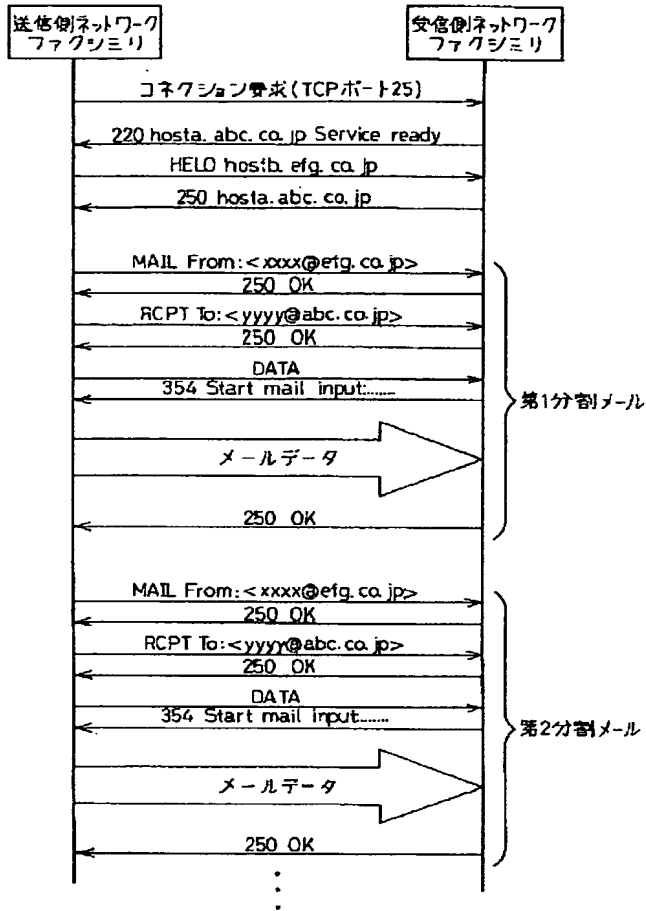 送信側ネットワーク
ファクシミリ
受信側ネットワーク
ファクシミリ
コネクション要求(TCPポート25)
220 hosta. abc. co. jp Service ready
HELO hostb. efg. co. jp
250 hosta. abc. co. jp
MAIL From:<xxxx@efg.co.jp>
250 OK
RCPT To:<yyyy@abc.co.jp>
250 OK
DATA
354 Start mail input:......
メールデータ
250 OK
第1分割メール
MAIL From:<xxxx@efg.co.jp>
250 OK
RCPT To:<yyyy@abc.co.jp>
250 OK
DATA
354 Start mail input.......
メールデータ
250 OK
第2分割メール